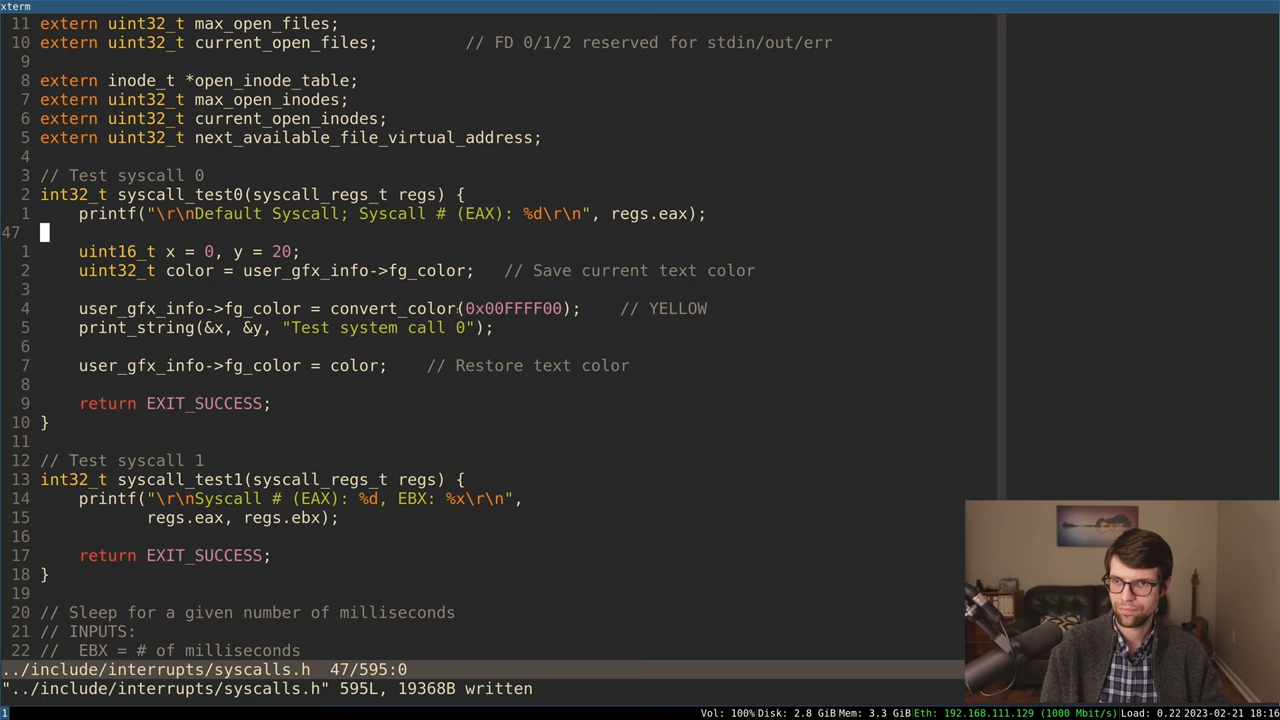 xterm
11 extern uint32_t max_open_files;
10 extern uint32_t current_open_files;         // FD 0/1/2 reserved for stdin/out/err
9
8 extern inode_t *open_inode_table;
7 extern uint32_t max_open_inodes;
6 extern uint32_t current_open_inodes;
5 extern uint32_t next_available_file_virtual_address;
4
3 // Test syscall 0
2 int32_t syscall_test0(syscall_regs_t regs) {
1     printf("\r\nDefault Syscall; Syscall # (EAX): %d\r\n", regs.eax);
47
1     uint16_t x = 0, y = 20;
2     uint32_t color = user_gfx_info->fg_color;   // Save current text color
3
4     user_gfx_info->fg_color = convert_color(0x00FFFF00);    // YELLOW
5     print_string(&x, &y, "Test system call 0");
6
7     user_gfx_info->fg_color = color;    // Restore text color
8
9     return EXIT_SUCCESS;
10 }
11
12 // Test syscall 1
13 int32_t syscall_test1(syscall_regs_t regs) {
14     printf("\r\nSyscall # (EAX): %d, EBX: %x\r\n",
15            regs.eax, regs.ebx);
16
17     return EXIT_SUCCESS;
18 }
19
20 // Sleep for a given number of milliseconds
21 // INPUTS:
22 //  EBX = # of milliseconds
../include/interrupts/syscalls.h  47/595:0
"../include/interrupts/syscalls.h" 595L, 19368B written
1 Vol: 100% Disk: 2.8 GiB Mem: 3.3 GiB Eth: 192.168.111.129 (1000 Mbit/s) Load: 0.22 2023-02-21 18:16